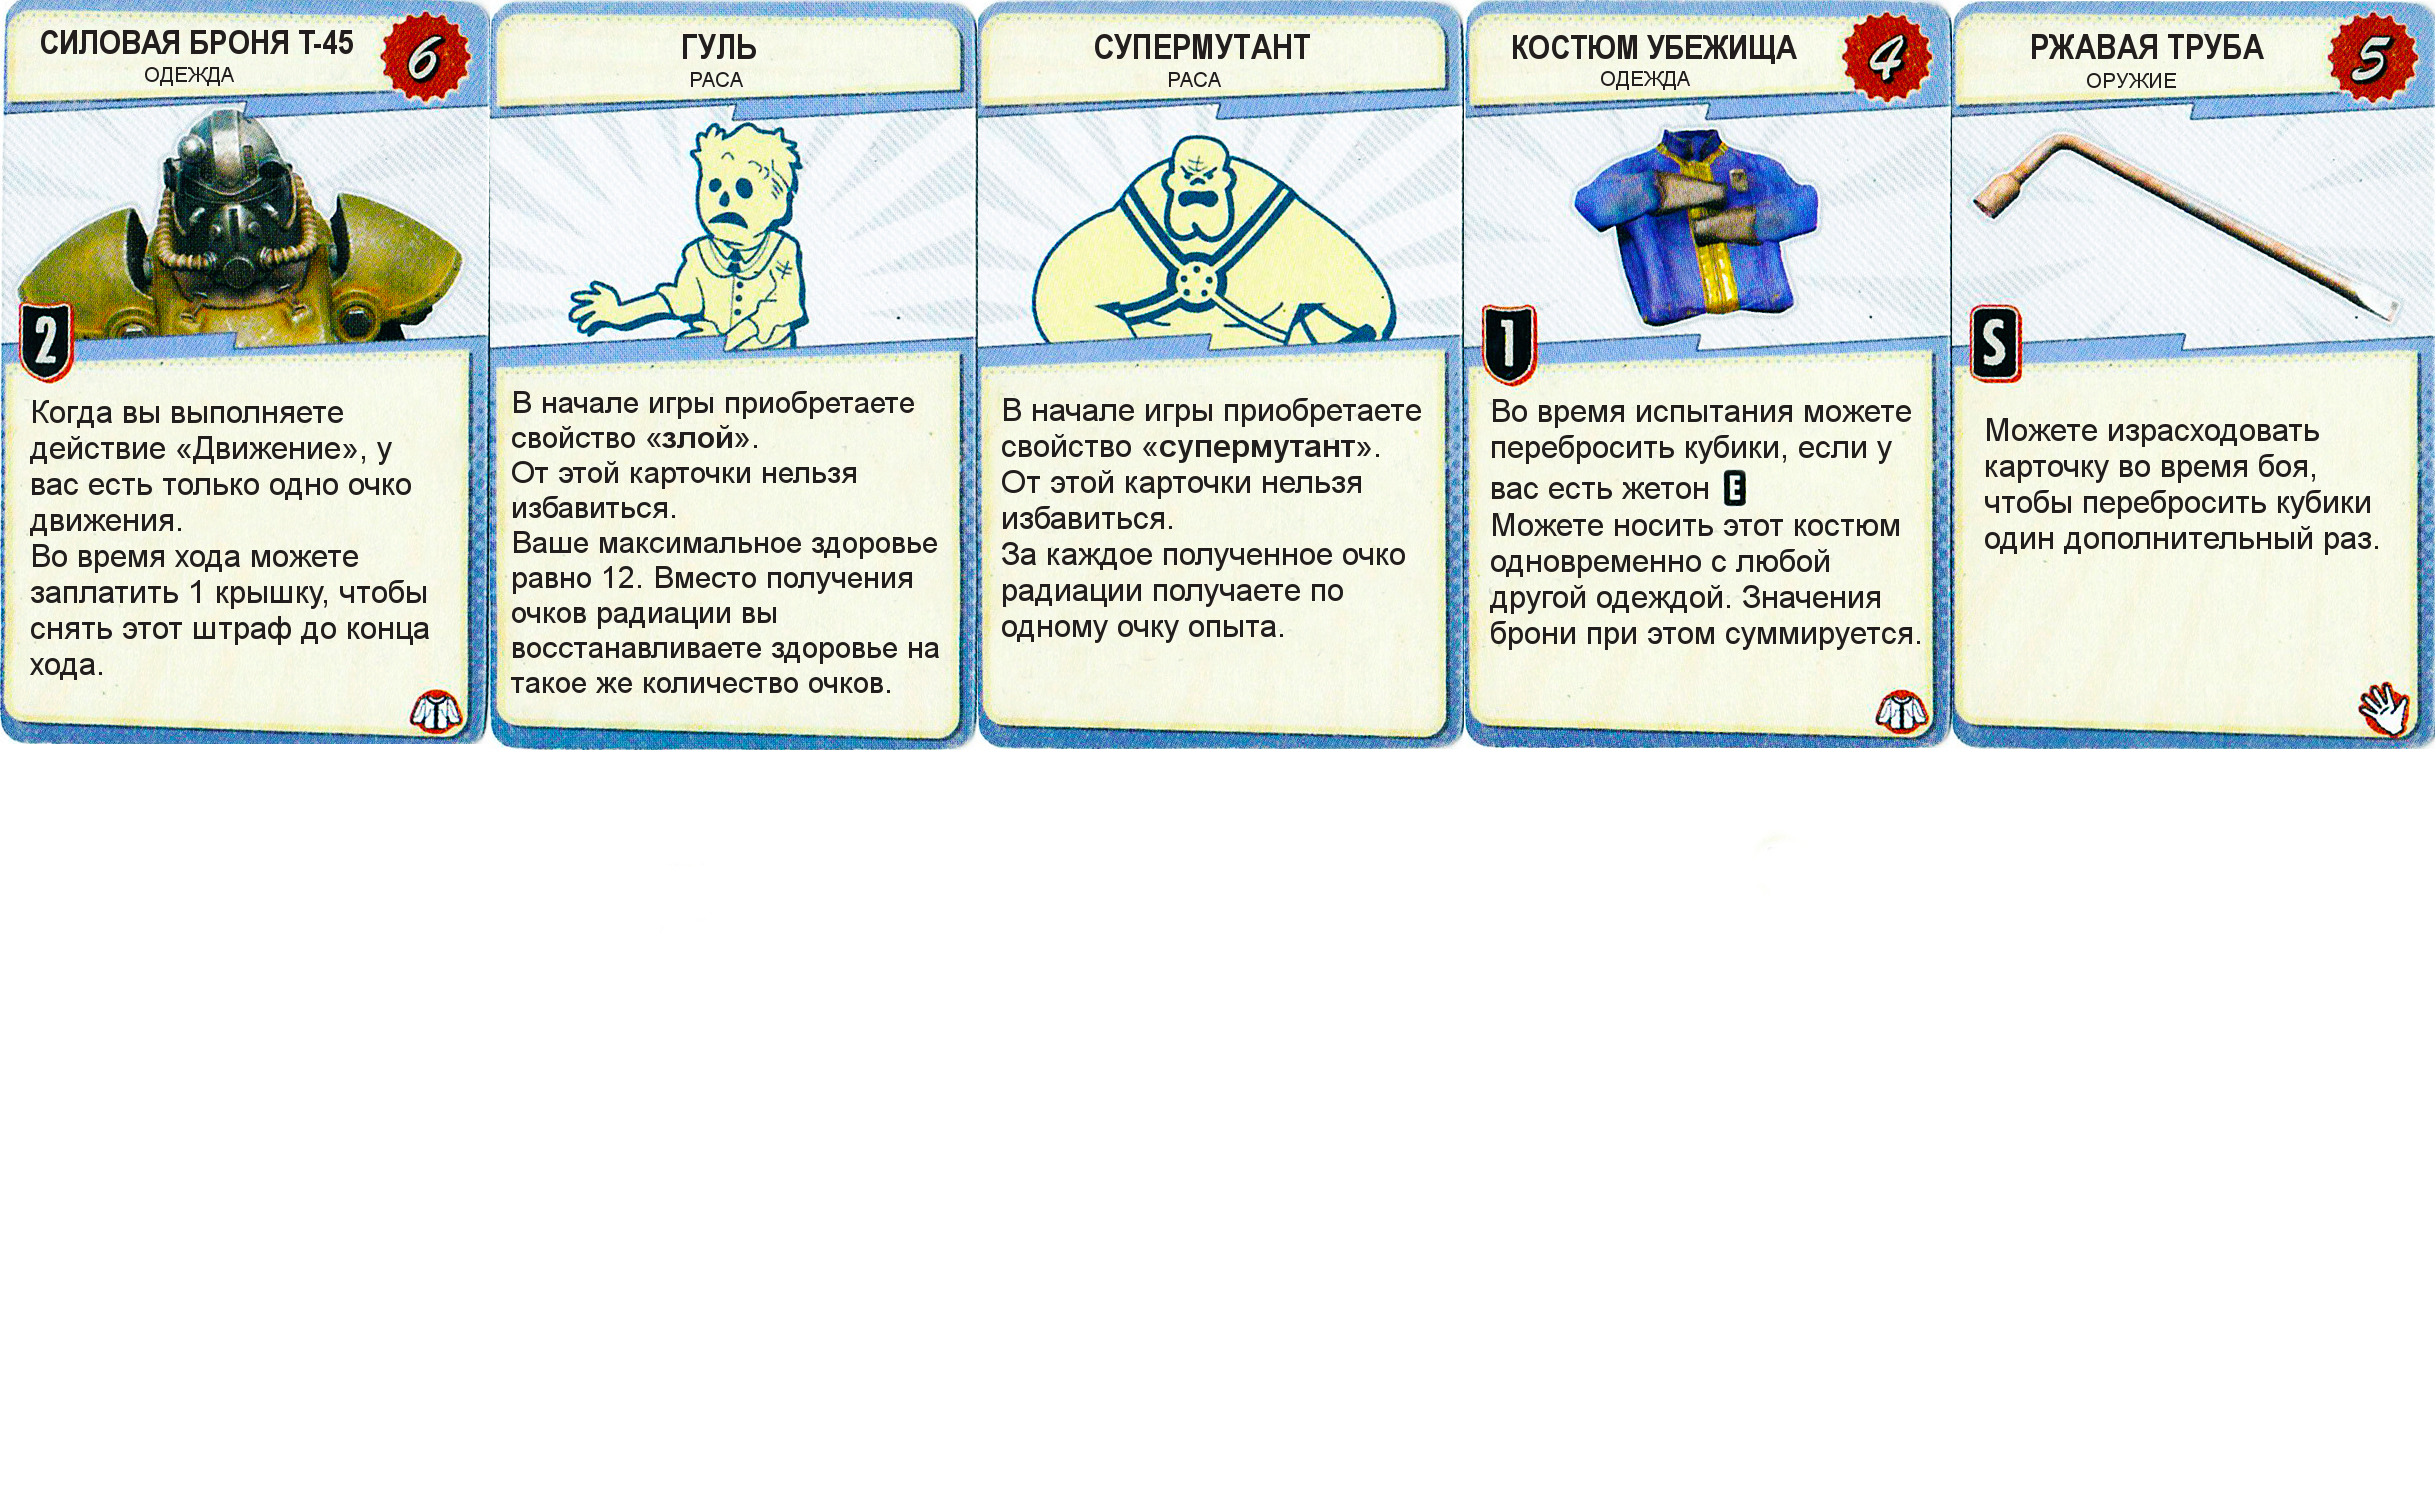 СИЛОВАЯ БРОНЯ T-45
ОДЕЖДА
6
2
Когда вы выполняете
действие «Движение», у
вас есть только одно очко
движения.
Во время хода можете
заплатить 1 крышку, чтобы
снять этот штраф до конца
хода.
ГУЛЬ
РАСА
В начале игры приобретаете
свойство «злой».
От этой карточки нельзя
избавиться.
Ваше максимальное здоровье
равно 12. Вместо получения
очков радиации вы
восстанавливаете здоровье на
такое же количество очков.
СУПЕРМУТАНТ
РАСА
В начале игры приобретаете
свойство «супермутант».
От этой карточки нельзя
избавиться.
За каждое полученное очко
радиации получаете по
одному очку опыта.
КОСТЮМ УБЕЖИЩА
ОДЕЖДА
4
1
Во время испытания можете
перебросить кубики, если у
вас есть жетон E
Можете носить этот костюм
одновременно с любой
другой одеждой. Значения
брони при этом суммируется.
РЖАВАЯ ТРУБА
ОРУЖИЕ
5
S
Можете израсходовать
карточку во время боя,
чтобы перебросить кубики
один дополнительный раз.